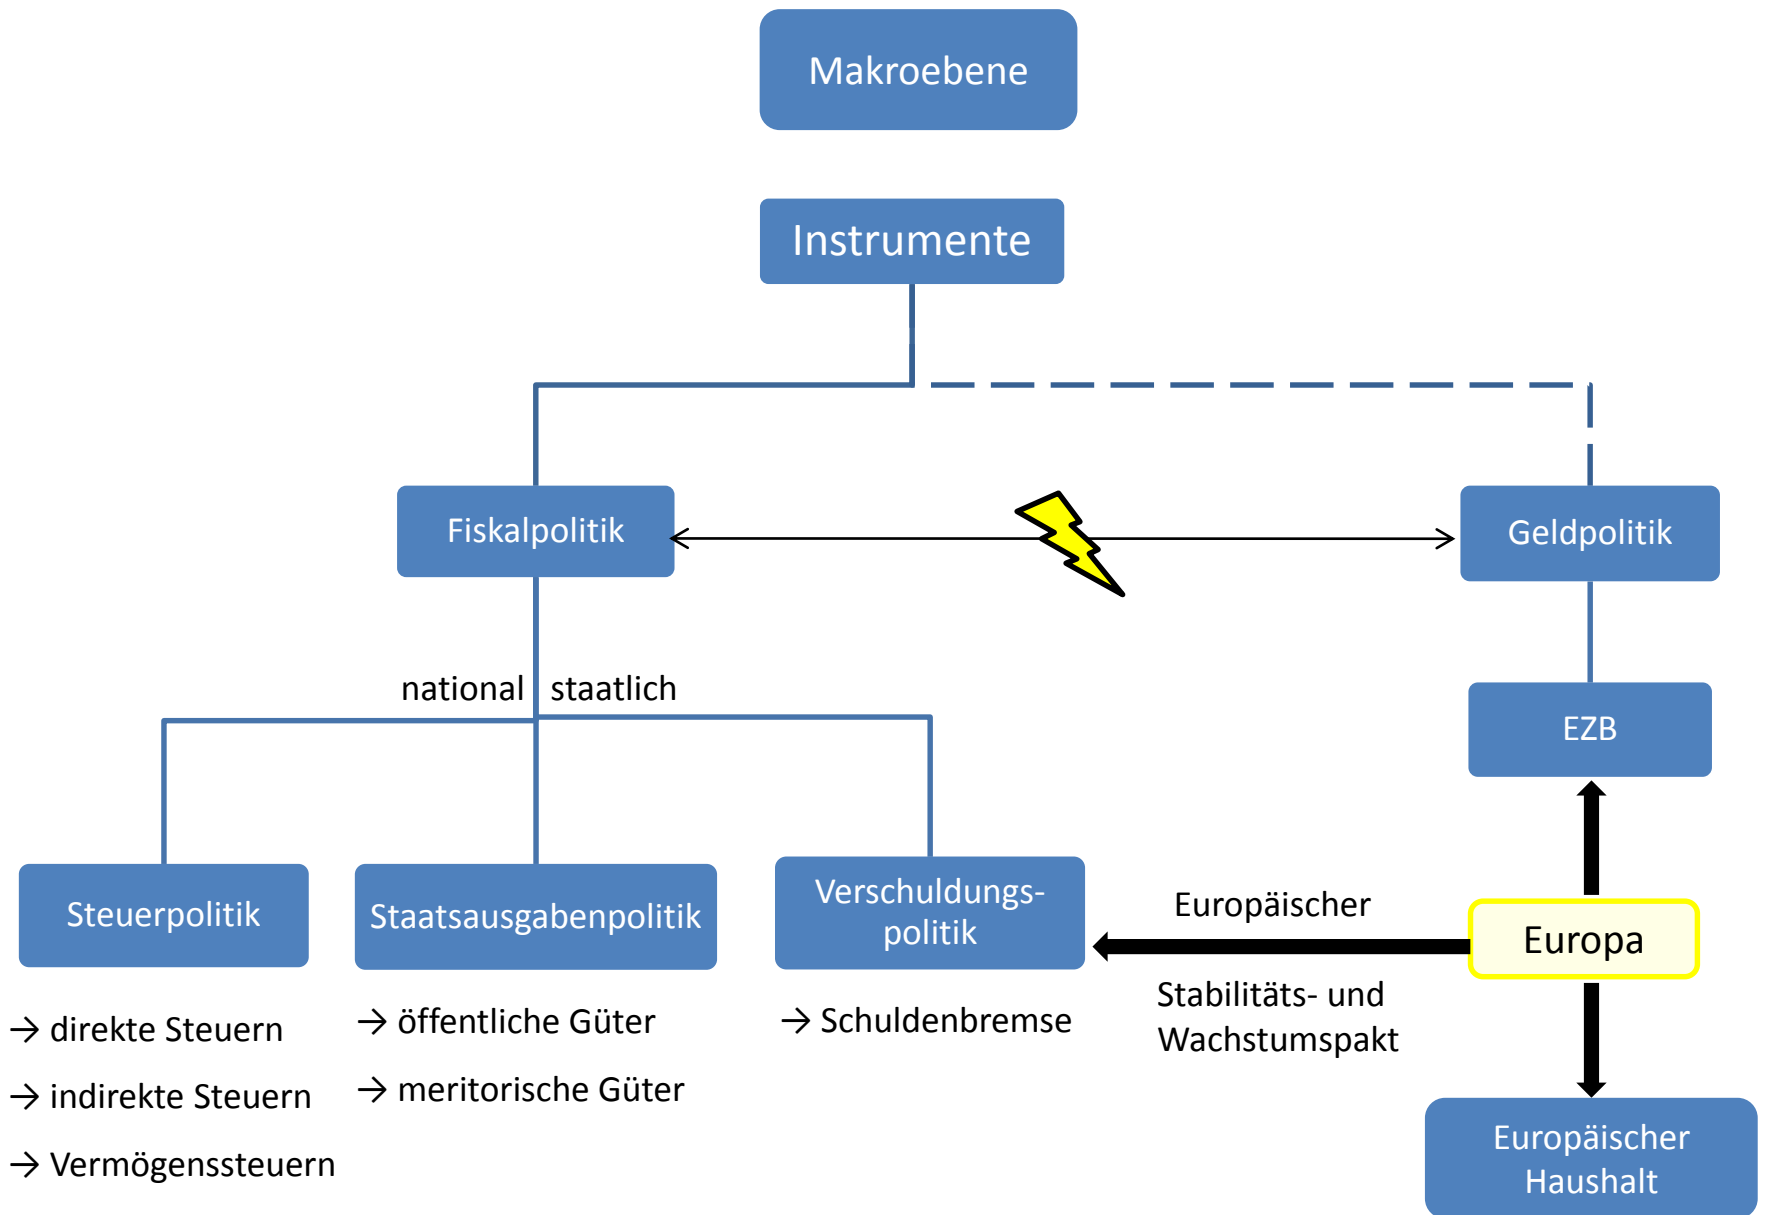 Makroebene
Instrumente
Fiskalpolitik
Geldpolitik
national staatlich
EZB
Steuerpolitik
Staatsausgabenpolitik
Verschuldungs-
politik
Europäischer
Stabilitäts- und
Wachstumspakt
Europa
→ direkte Steuern
→ indirekte Steuern
→ Vermögenssteuern
→ öffentliche Güter
→ meritorische Güter
→ Schuldenbremse
Europäischer
Haushalt